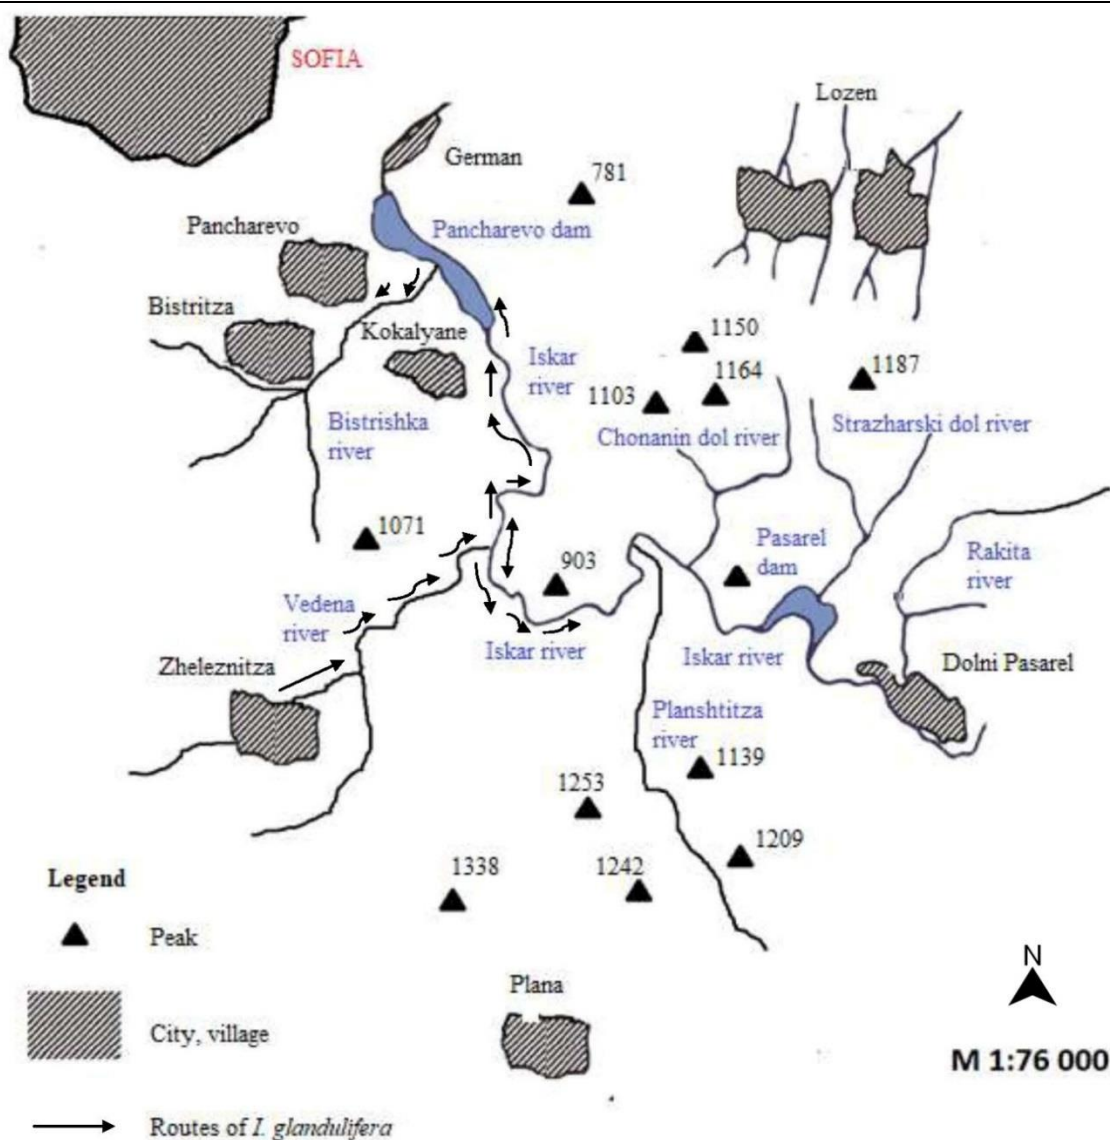 SOFIA
Lozen
German
781
Pancharevo
Pancharevo dam
Bistritza
Kokalyane
Iskar
river
1150
1164
1187
1103
Bistrishka
river
Chonanin dol river
Strazharski dol river
1071
Pasarel
dam
Rakita
river
903
Vedena
river
Iskar river
Iskar river
Zheleznitza
Dolni Pasarel
Planshtitza
river
1139
1253
1209
1338
1242
Legend
Peak
N
Plana
City, village
M 1:76 000
Routes of I. glandulifera